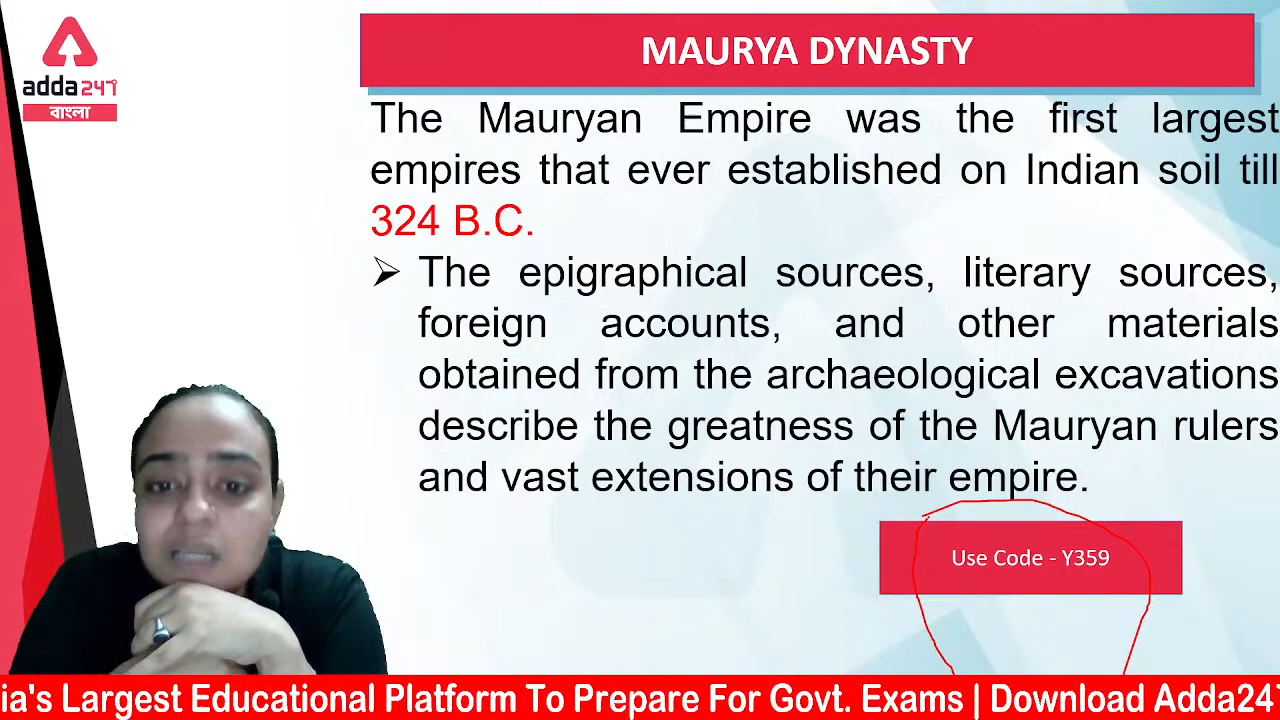 adda247
বাংলা
MAURYA DYNASTY
The Mauryan Empire was the first largest
empires that ever established on Indian soil till
324 B.C.
The epigraphical sources, literary sources,
foreign accounts, and other materials
obtained from the archaeological excavations
describe the greatness of the Mauryan rulers
and vast extensions of their empire.
Use Code - Y359
ia's Largest Educational Platform To Prepare For Govt. Exams | Download Adda247